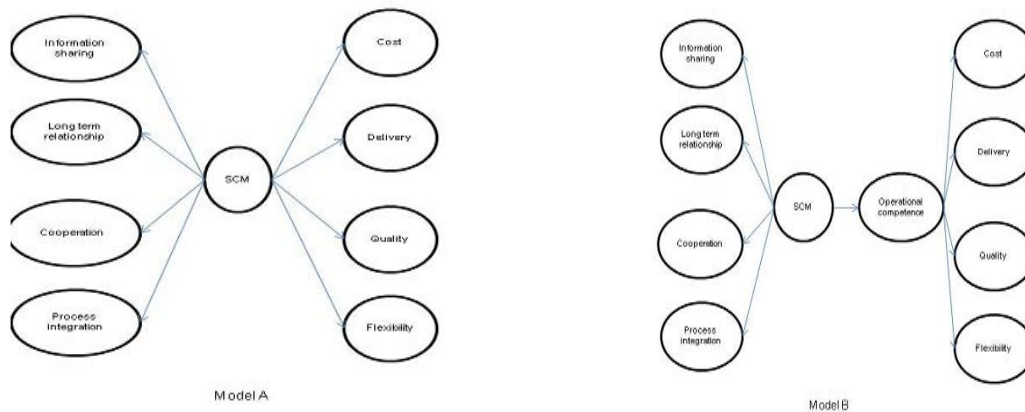 Information
sharing
Long term
relationship
Cooperation
Process
integration
SCM
Cost
Delivery
Quality
Flexibility
Model A
Information
sharing
Long term
relationship
Cooperation
Process
integration
SCM
Operational
competence
Cost
Delivery
Quality
Flexibility
Model B